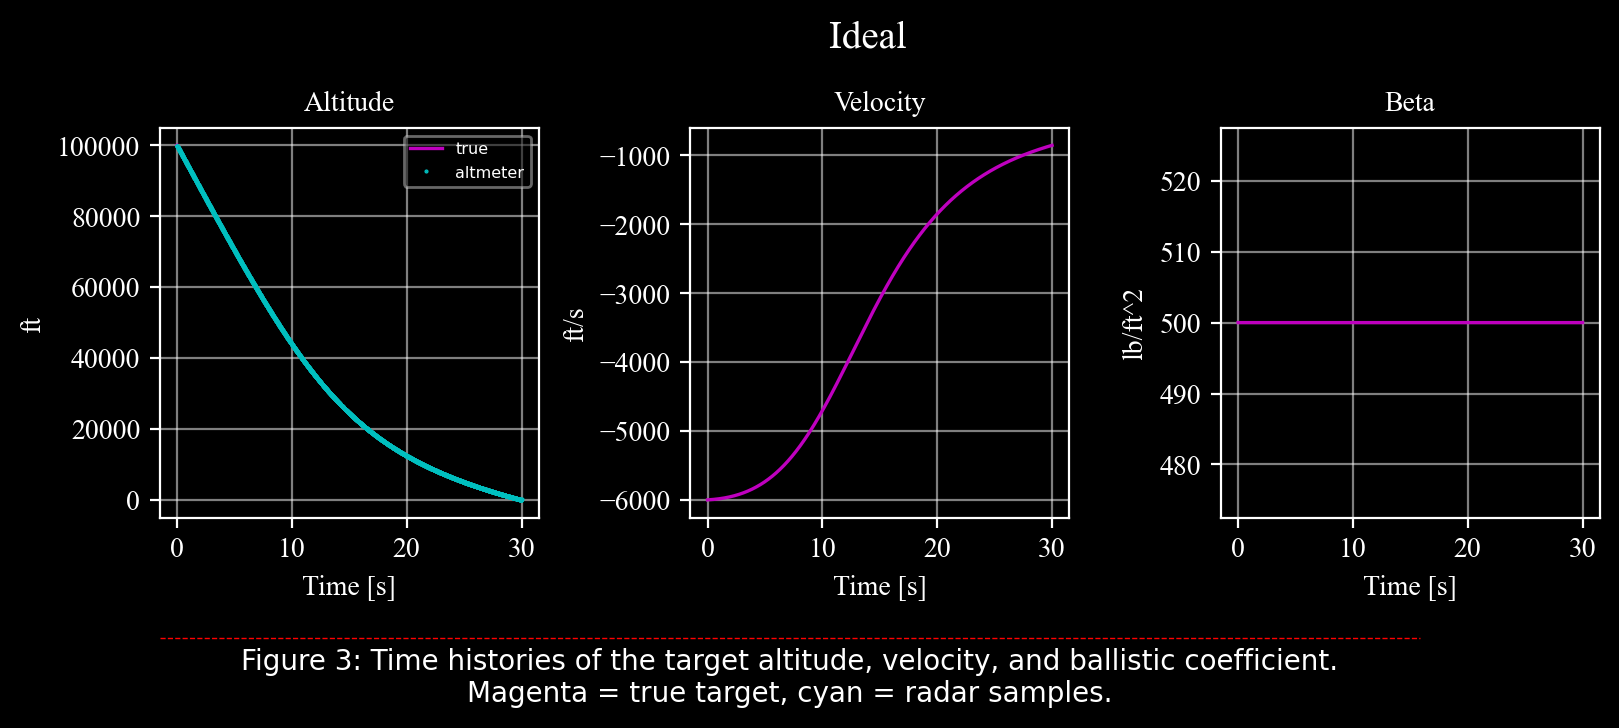 Ideal
Altitude
Velocity
Beta
100000
80000
60000
40000
20000
0
ft
true
altmeter
0 10 20 30
Time [s]
−1000
−2000
−3000
−4000
−5000
−6000
ft/s
0 10 20 30
Time [s]
520
510
500
490
480
lb/ft^2
0 10 20 30
Time [s]
Figure 3: Time histories of the target altitude, velocity, and ballistic coefficient.
Magenta = true target, cyan = radar samples.